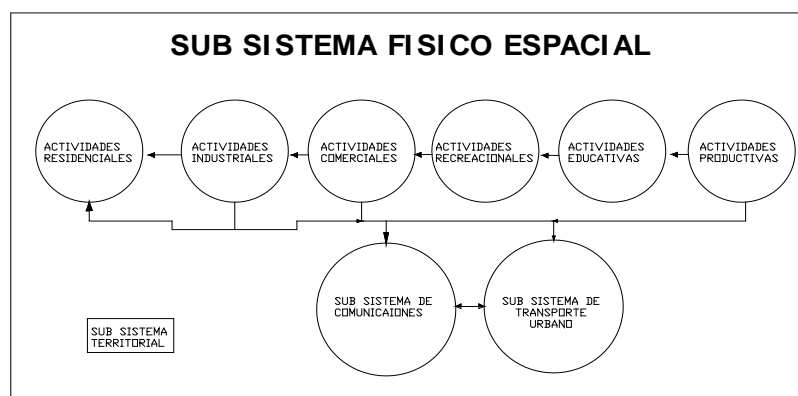 SUB SISTEMA FISICO ESPACIAL
ACTIVIDADES
RESIDENCIALES
ACTIVIDADES
INDUSTRIALES
ACTIVIDADES
COMERCIALES
ACTIVIDADES
RECREACIONALES
ACTIVIDADES
EDUCATIVAS
ACTIVIDADES
PRODUCTIVAS
SUB SISTEMA DE
COMUNICAIONES
SUB SISTEMA DE
TRANSPORTE
URBANO
SUB SISTEMA
TERRITORIAL